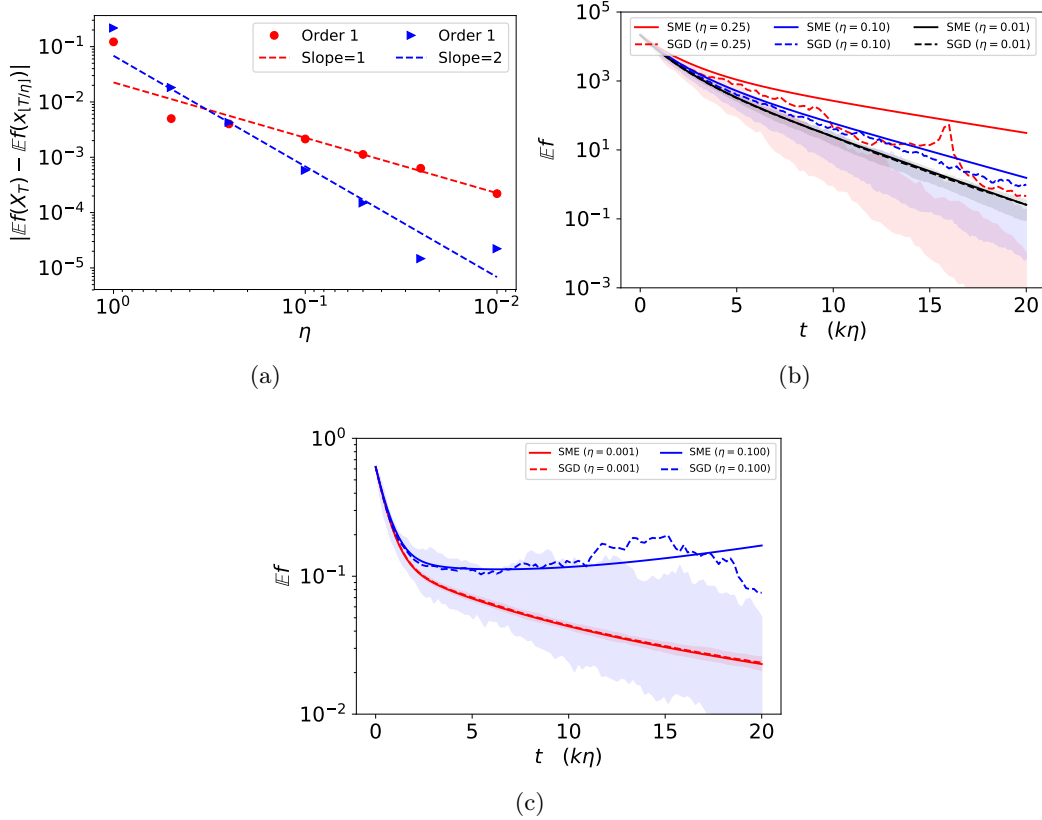 |𝔼f(X_T) − 𝔼f(x_{⌊T/η⌋})|
10^{-1}
10^{-2}
10^{-3}
10^{-4}
10^{-5}
Order 1 Order 1
Slope=1 Slope=2
10^0 10^{-1} 10^{-2}
η
(a)
𝔼f
10^5
10^3
10^1
10^{-1}
10^{-3}
SME (η = 0.25) SME (η = 0.10) SME (η = 0.01)
SGD (η = 0.25) SGD (η = 0.10) SGD (η = 0.01)
0 5 10 15 20
t (kη)
(b)
𝔼f
10^0
10^{-1}
10^{-2}
SME (η = 0.001) SME (η = 0.100)
SGD (η = 0.001) SGD (η = 0.100)
0 5 10 15 20
t (kη)
(c)